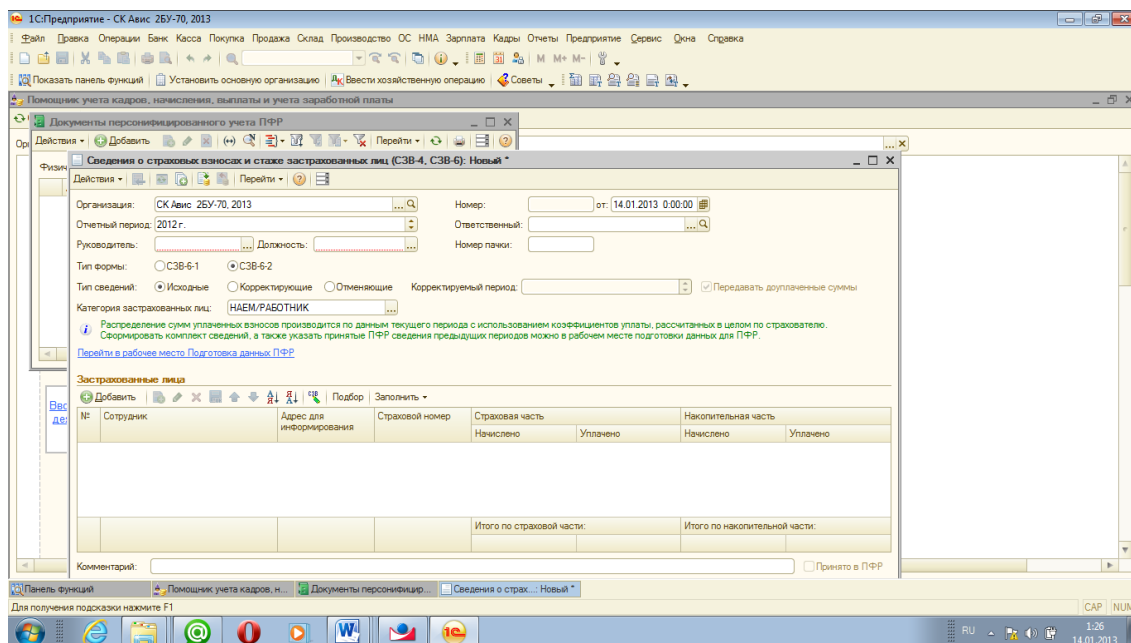 1С:Предприятие - СК Авис 2БУ-70, 2013
Файл Правка Операции Банк Касса Покупка Продажа Склад Производство ОС НМА Зарплата Кадры Отчеты Предприятие Сервис Окна Справка
M M+ M-
Показать панель функций Установить основную организацию Ввести хозяйственную операцию Советы
Помощник учета кадров, начисления, выплаты и учета заработной платы
Документы персонифицированного учета ПФР
Действия Добавить Перейти
Сведения о страховых взносах и стаже застрахованных лиц (СЗВ-4, СЗВ-6): Новый *
Действия Перейти
Организация: СК Авис 2БУ-70, 2013 Номер: от: 14.01.2013 0:00:00
Отчетный период: 2012 г. Ответственный:
Руководитель: Должность: Номер пачки:
Тип формы: СЗВ-6-1 СЗВ-6-2
Тип сведений: Исходные Корректирующие Отменяющие Корректируемый период: Передавать доуплаченные суммы
Категория застрахованных лиц: НАЕМ/РАБОТНИК
Распределение сумм уплаченных взносов производится по данным текущего периода с использованием коэффициентов уплаты, рассчитанных в целом по страхователю.
Сформировать комплект сведений, а также указать принятые ПФР сведения предыдущих периодов можно в рабочем месте подготовки данных для ПФР.
Перейти в рабочее место Подготовка данных ПФР
Застрахованные лица
Добавить Подбор Заполнить
№ Сотрудник Адрес для информирования Страховой номер Страховая часть Накопительная часть
Начислено Уплачено Начислено Уплачено
Итого по страховой части: Итого по накопительной части:
Комментарий: Принято в ПФР
Панель функций Помощник учета кадров, н... Документы персонифицир... Сведения о страх...: Новый *
Для получения подсказки нажмите F1 CAP NUM
RU 1:26
14.01.2013